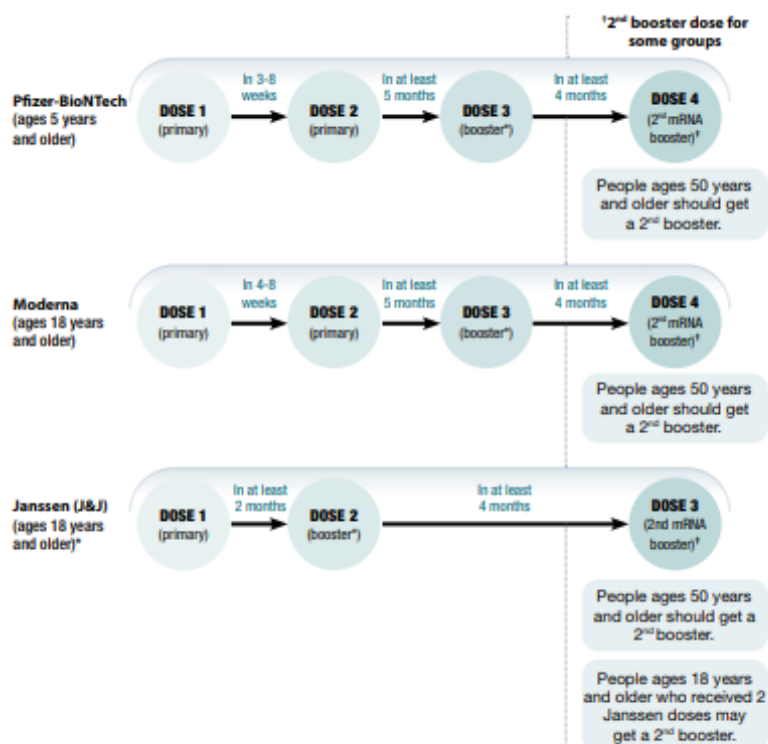 †2nd booster dose for
some groups
Pfizer-BioNTech
(ages 5 years
and older)
DOSE 1
(primary)
In 3-8
weeks
DOSE 2
(primary)
In at least
5 months
DOSE 3
(booster*)
In at least
4 months
DOSE 4
(2nd mRNA
booster)†
People ages 50 years
and older should get
a 2nd booster.
Moderna
(ages 18 years
and older)
DOSE 1
(primary)
In 4-8
weeks
DOSE 2
(primary)
In at least
5 months
DOSE 3
(booster*)
In at least
4 months
DOSE 4
(2nd mRNA
booster)†
People ages 50 years
and older should get
a 2nd booster.
Janssen (J&J)
(ages 18 years
and older)*
DOSE 1
(primary)
In at least
2 months
DOSE 2
(booster*)
In at least
4 months
DOSE 3
(2nd mRNA
booster)†
People ages 50 years
and older should get a
2nd booster.
People ages 18 years
and older who received 2
Janssen doses may
get a 2nd booster.